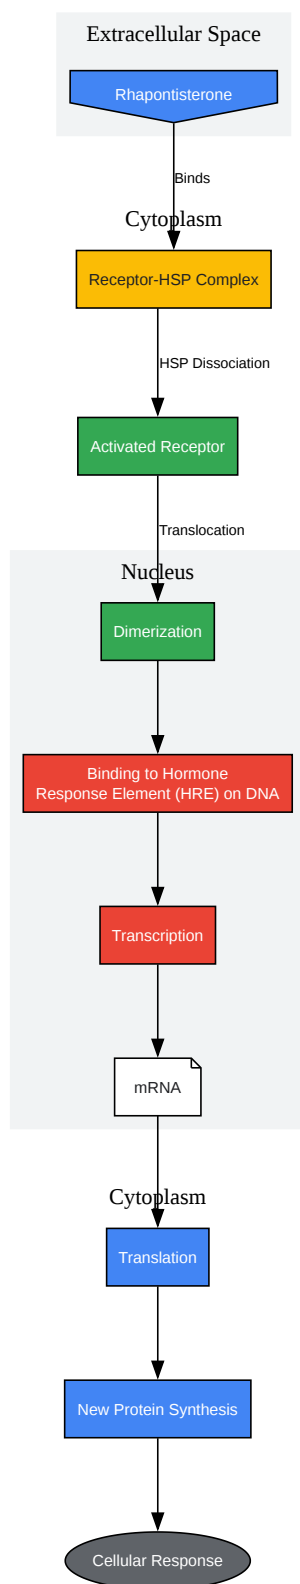 Extracellular Space
Rhapontisterone
Binds
Cytoplasm
Receptor-HSP Complex
HSP Dissociation
Activated Receptor
Translocation
Nucleus
Dimerization
Binding to Hormone
Response Element (HRE) on DNA
Transcription
mRNA
Cytoplasm
Translation
New Protein Synthesis
Cellular Response